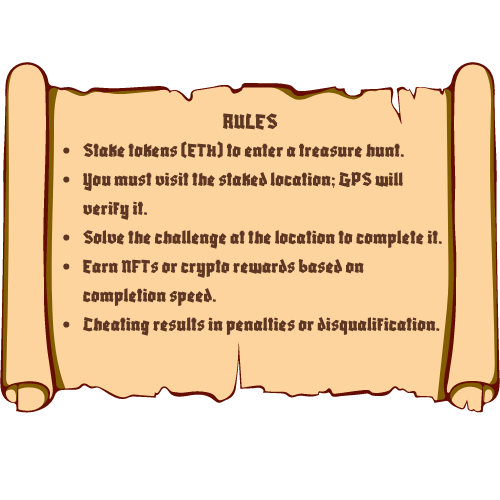 RULES
• Stake tokens (ETH) to enter a treasure hunt.
• You must visit the staked location; GPS will
verify it.
• Solve the challenge at the location to complete it.
• Earn NFTs or crypto rewards based on
completion speed.
• Cheating results in penalties or disqualification.